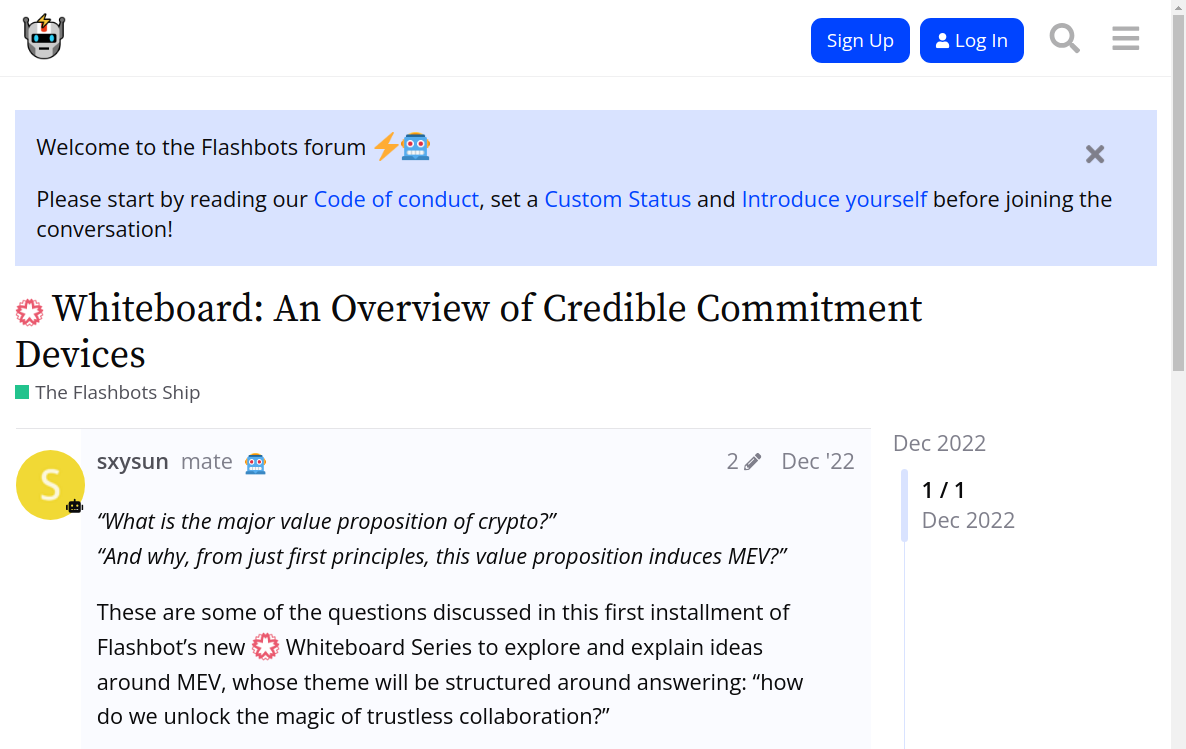 Sign Up
Log In
Welcome to the Flashbots forum
Please start by reading our Code of conduct, set a Custom Status and Introduce yourself before joining the
conversation!
Whiteboard: An Overview of Credible Commitment
Devices
The Flashbots Ship
S
sxysun mate
2
Dec '22
“What is the major value proposition of crypto?”
“And why, from just first principles, this value proposition induces MEV?”
These are some of the questions discussed in this first installment of
Flashbot’s new Whiteboard Series to explore and explain ideas
around MEV, whose theme will be structured around answering: “how
do we unlock the magic of trustless collaboration?”
Dec 2022
1 / 1
Dec 2022